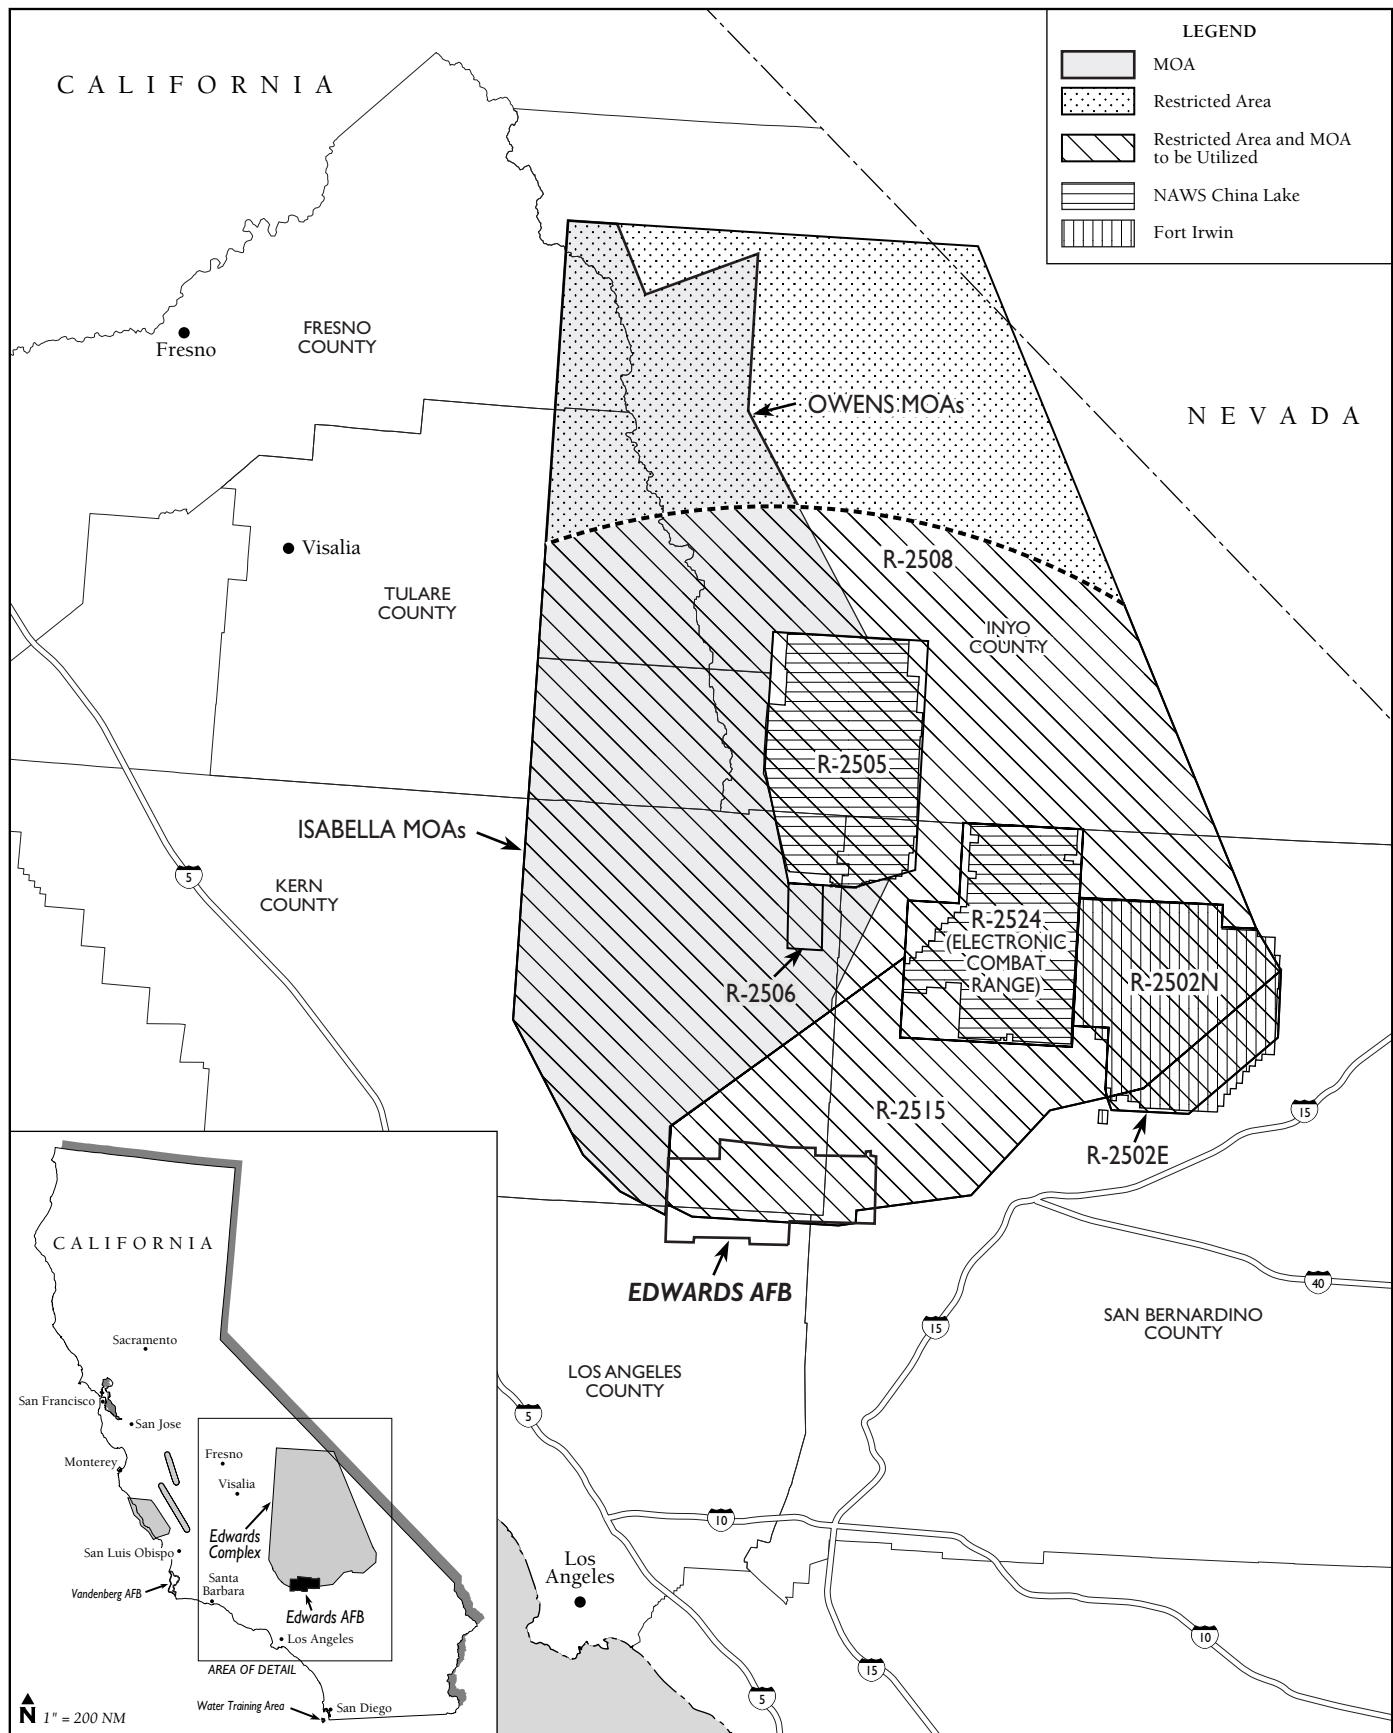 LEGEND
MOA
Restricted Area
Restricted Area and MOA
to be Utilized
NAWS China Lake
Fort Irwin
CALIFORNIA
NEVADA
Fresno
FRESNO
COUNTY
OWENS MOAs
Visalia
TULARE
COUNTY
R-2508
INYO
COUNTY
R-2505
ISABELLA MOAs
5
KERN
COUNTY
R-2524
(ELECTRONIC
COMBAT
RANGE)
R-2506
R-2502N
R-2515
15
R-2502E
EDWARDS AFB
40
15
SAN BERNARDINO
COUNTY
LOS ANGELES
COUNTY
5
10
Los
Angeles
10
15
5
CALIFORNIA
Sacramento
San Francisco
San Jose
Monterey
Fresno
Visalia
Edwards
Complex
San Luis Obispo
Santa
Barbara
Vandenberg AFB
Edwards AFB
Los Angeles
AREA OF DETAIL
Water Training Area
San Diego
N
1" = 200 NM